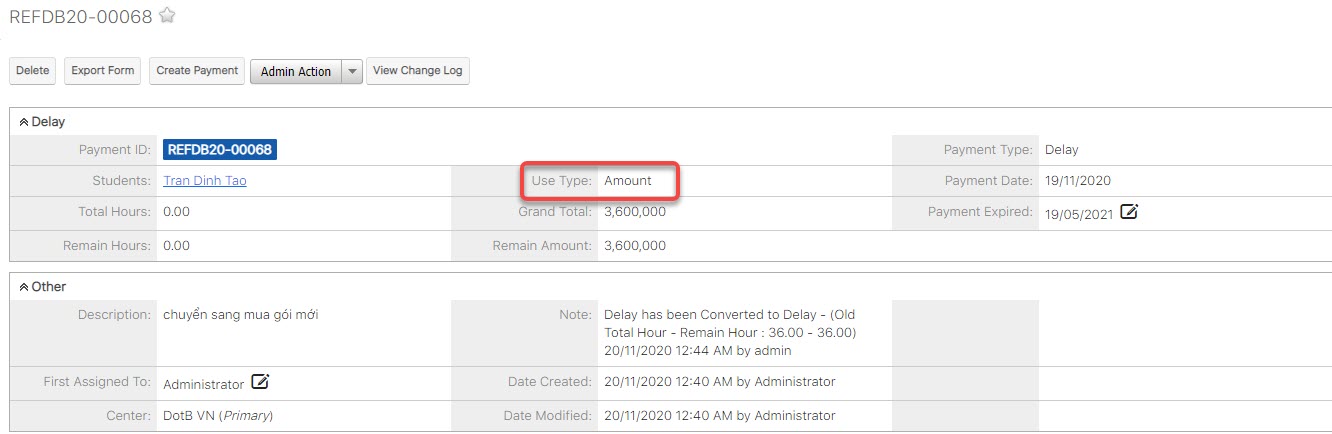 REFDB20-00068
Delete Export Form Create Payment Admin Action View Change Log
Delay
Payment ID: REFDB20-00068 Payment Type: Delay
Students: Tran Dinh Tao Use Type: Amount Payment Date: 19/11/2020
Total Hours: 0.00 Grand Total: 3,600,000 Payment Expired: 19/05/2021
Remain Hours: 0.00 Remain Amount: 3,600,000
Other
Description: chuyển sang mua gói mới Note: Delay has been Converted to Delay - (Old
Total Hour - Remain Hour : 36.00 - 36.00)
20/11/2020 12:44 AM by admin
First Assigned To: Administrator Date Created: 20/11/2020 12:40 AM by Administrator
Center: DotB VN (Primary) Date Modified: 20/11/2020 12:40 AM by Administrator